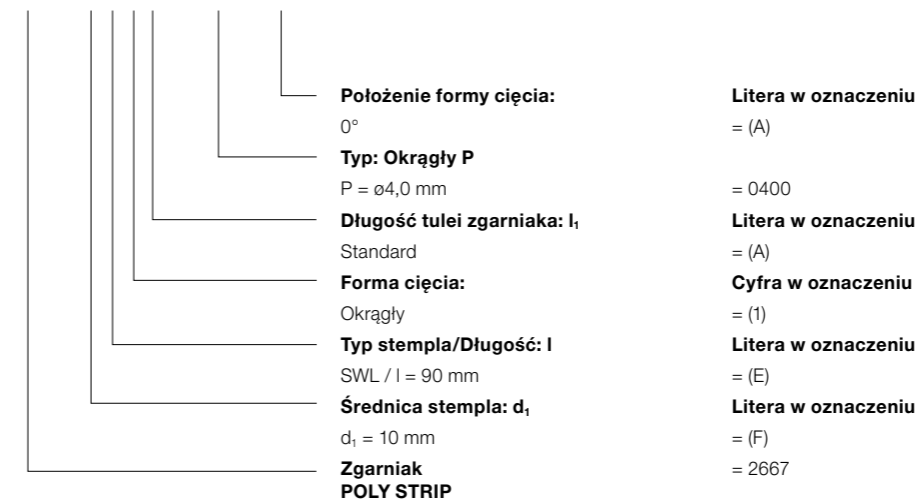 Położenie formy cięcia: Litera w oznaczeniu
0° = (A)
Typ: Okrągły P
P = ø4,0 mm = 0400
Długość tulei zgarniaka: l₁ Litera w oznaczeniu
Standard = (A)
Forma cięcia: Cyfra w oznaczeniu
Okrągły = (1)
Typ stempla/Długość: l Litera w oznaczeniu
SWL / l = 90 mm = (E)
Średnica stempla: d₁ Litera w oznaczeniu
d₁ = 10 mm = (F)
Zgarniak = 2667
POLY STRIP